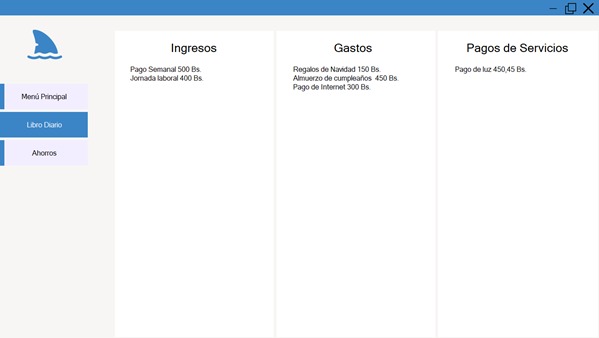 Menú Principal
Libro Diario
Ahorros
Ingresos
Pago Semanal 500 Bs.
Jornada laboral 400 Bs.
Gastos
Regalos de Navidad 150 Bs.
Almuerzo de cumpleaños  450 Bs.
Pago de Internet 300 Bs.
Pagos de Servicios
Pago de luz 450,45 Bs.